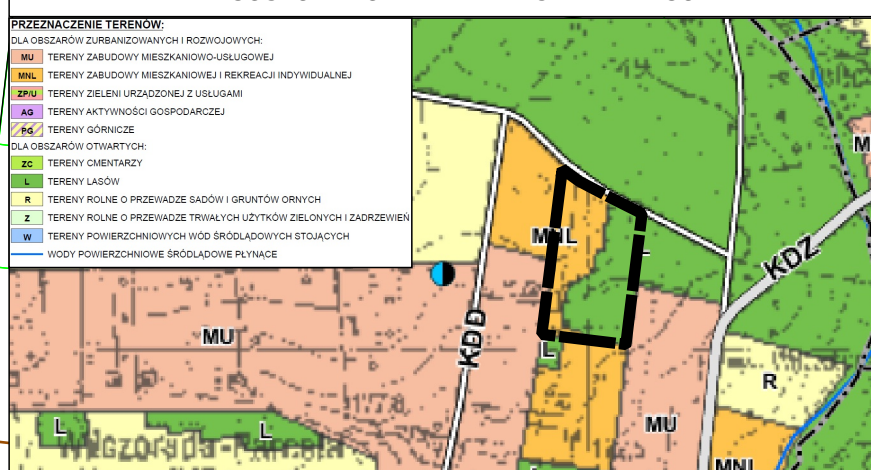 PRZEZNACZENIE TERENÓW:
DLA OBSZARÓW ZURBANIZOWANYCH I ROZWOJOWYCH:
MU TERENY ZABUDOWY MIESZKANIOWO-USŁUGOWEJ
MNL TERENY ZABUDOWY MIESZKANIOWEJ I REKREACJI INDYWIDUALNEJ
ZP/U TERENY ZIELENI URZĄDZONEJ Z USŁUGAMI
AG TERENY AKTYWNOŚCI GOSPODARCZEJ
PG TERENY GÓRNICZE
DLA OBSZARÓW OTWARTYCH:
ZC TERENY CMENTARZY
L TERENY LASÓW
R TERENY ROLNE O PRZEWADZE SADÓW I GRUNTÓW ORNYCH
Z TERENY ROLNE O PRZEWADZE TRWAŁYCH UŻYTKÓW ZIELONYCH I ZADRZEWIEŃ
W TERENY POWIERZCHNIOWYCH WÓD ŚRÓDLĄDOWYCH STOJĄCYCH
WODY POWIERZCHNIOWE ŚRÓDLĄDOWE PŁYNĄCE
M
MNL
KDZ
MU
KDD
L
R
L
L
MU
MNL